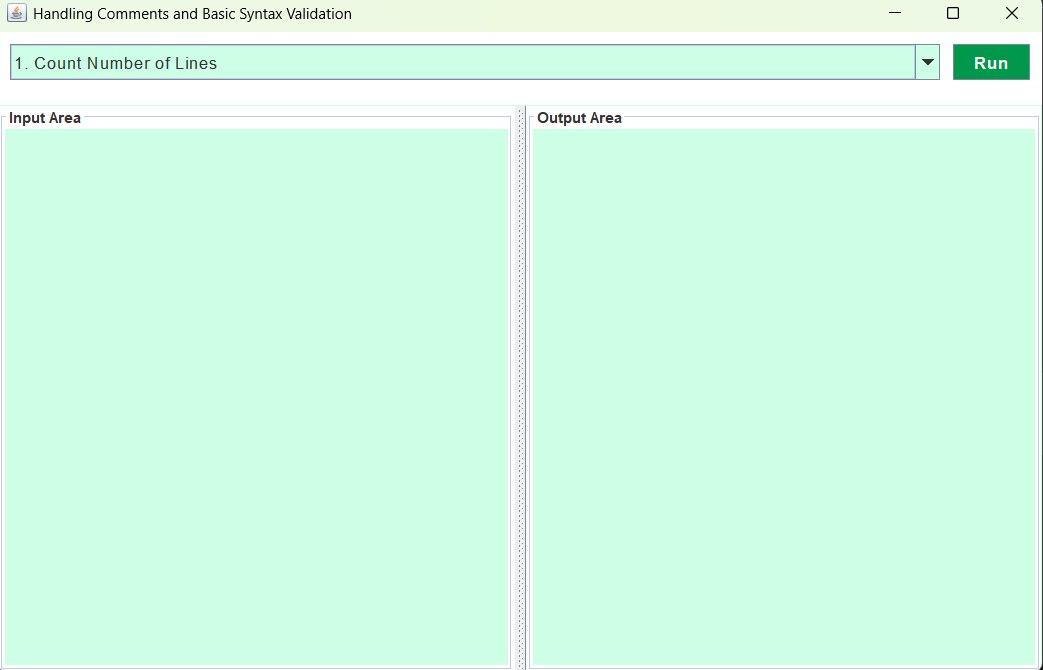 Handling Comments and Basic Syntax Validation
1. Count Number of Lines
Run
Input Area
Output Area